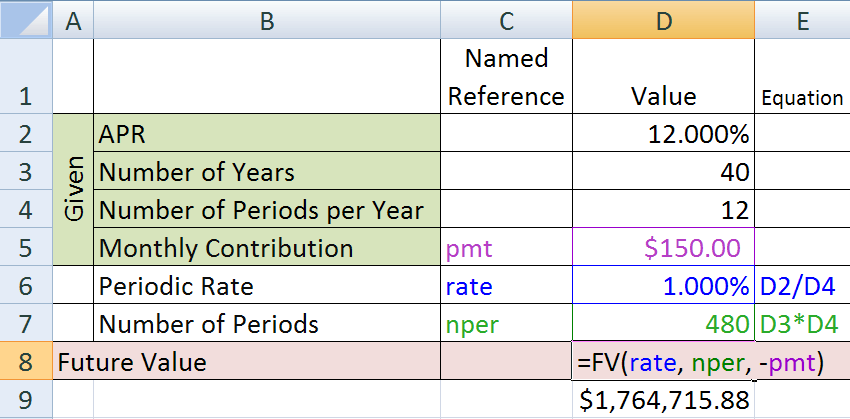 A B C D E
1 Named Reference Value Equation
2 APR 12.000%
3 Number of Years 40
Given
4 Number of Periods per Year 12
5 Monthly Contribution pmt $150.00
6 Periodic Rate rate 1.000% D2/D4
7 Number of Periods nper 480 D3*D4
8 Future Value =FV(rate, nper, -pmt)
9 $1,764,715.88